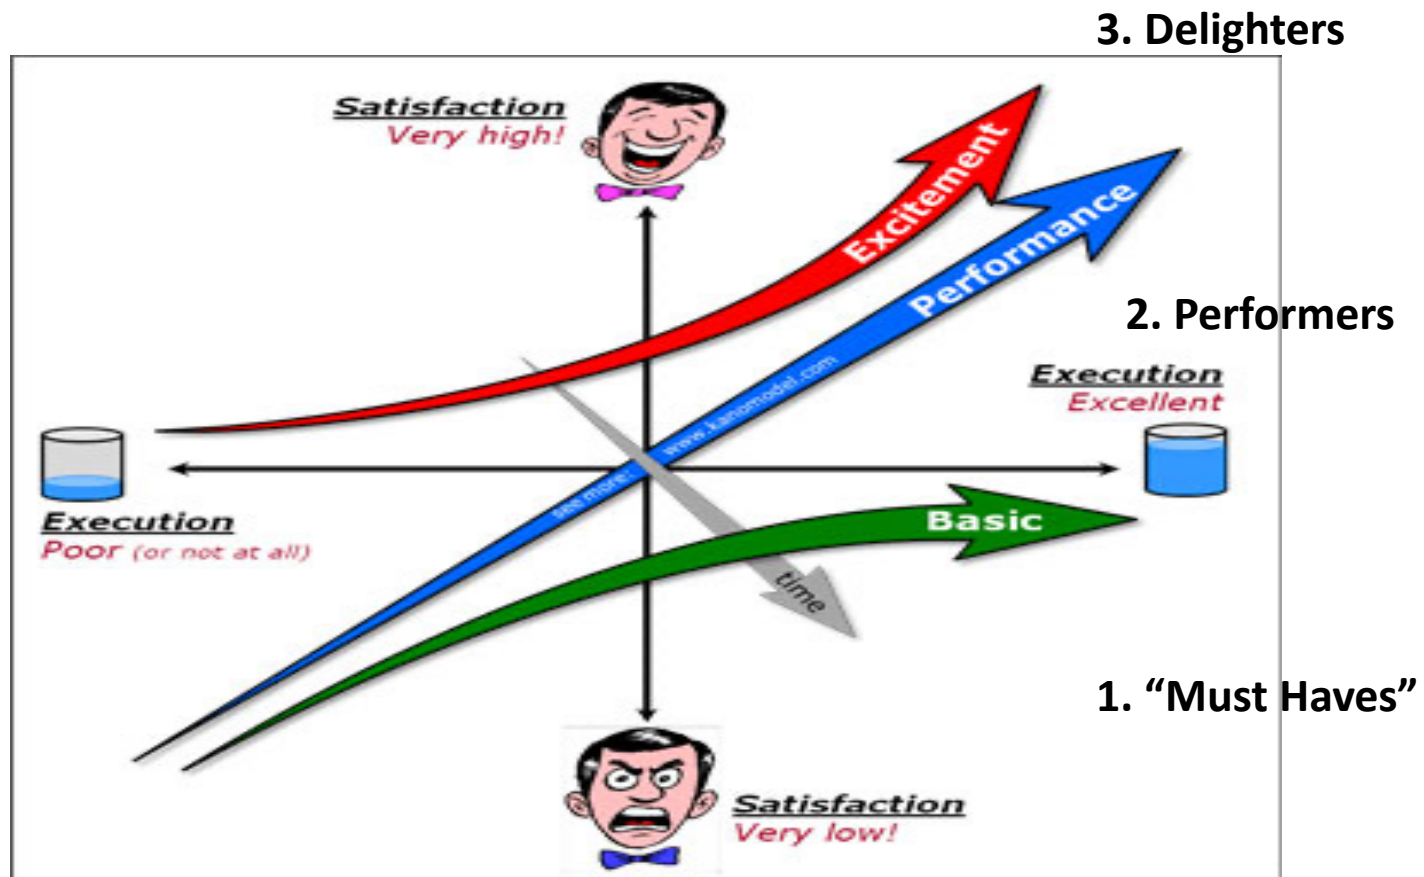 3. Delighters
Satisfaction
Very high!
Excitement
Performance
2. Performers
Execution
Excellent
see more: www.kanomodel.com
Basic
Execution
Poor (or not at all)
time
1. “Must Haves”
Satisfaction
Very low!